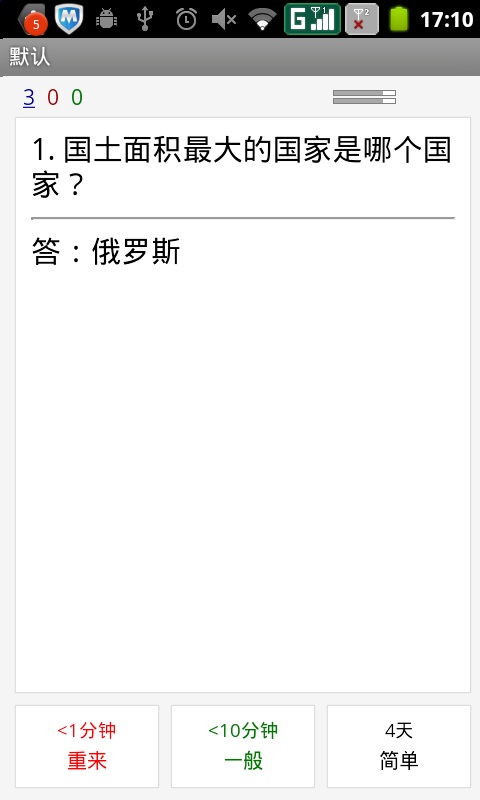 5 M G 1 2 17:10
默认
3 0 0
1. 国土面积最大的国家是哪个国
家？
答：俄罗斯
<1分钟 <10分钟 4天
重来 一般 简单